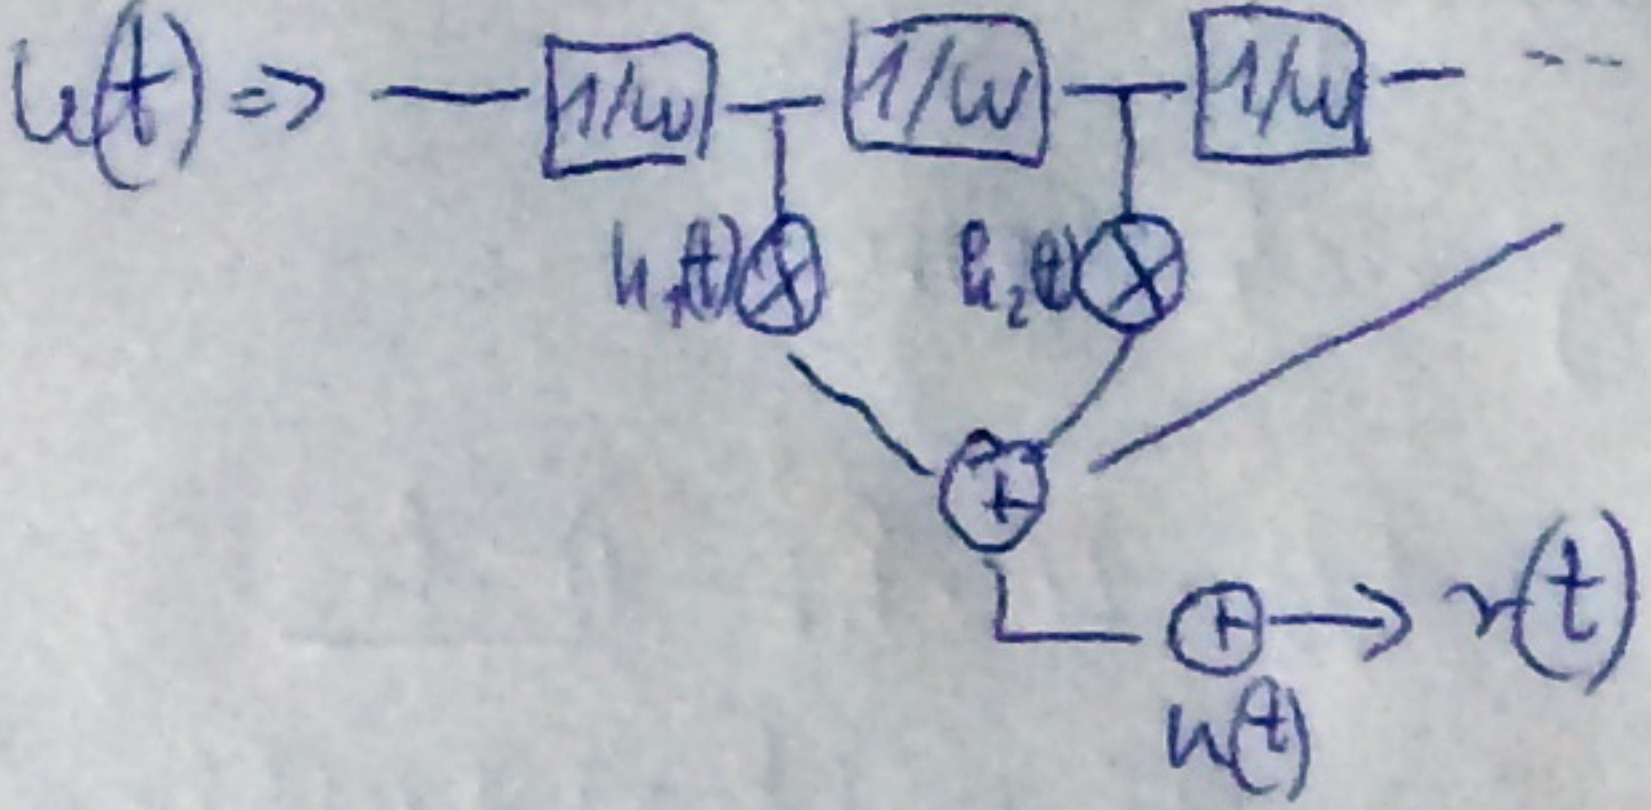 u(t) => 1/w 1/w 1/w ---
h₁(t) h₂(t)
+
+ → r(t)
n(t)